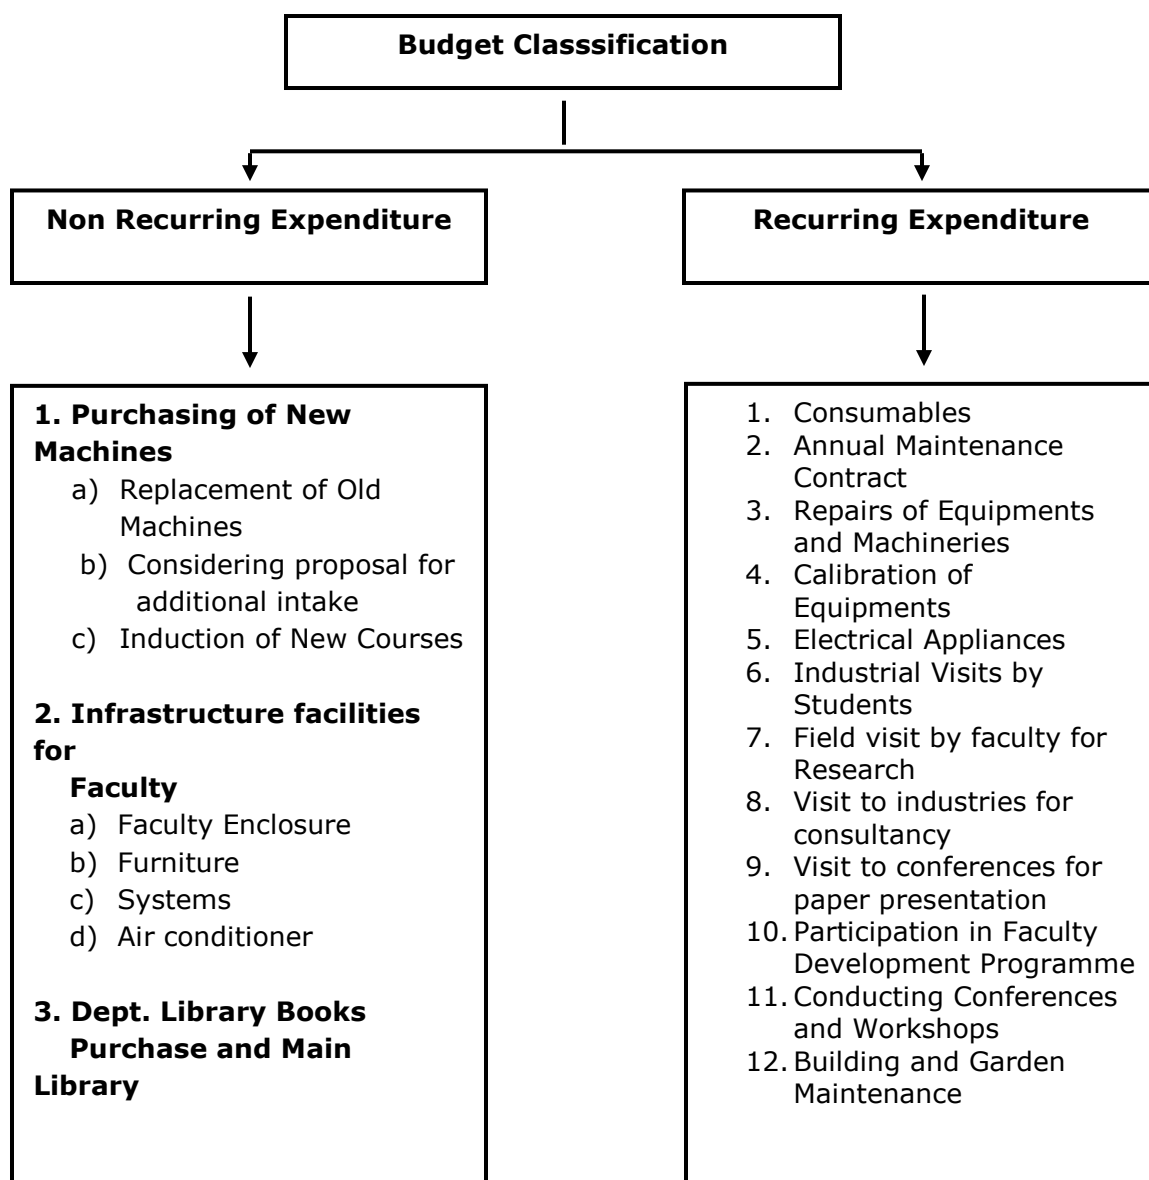 Budget Classsification
Non Recurring Expenditure
Recurring Expenditure
1. Purchasing of New
Machines
a) Replacement of Old
Machines
b) Considering proposal for
additional intake
c) Induction of New Courses
2. Infrastructure facilities
for
Faculty
a) Faculty Enclosure
b) Furniture
c) Systems
d) Air conditioner
3. Dept. Library Books
Purchase and Main
Library
1. Consumables
2. Annual Maintenance
Contract
3. Repairs of Equipments
and Machineries
4. Calibration of
Equipments
5. Electrical Appliances
6. Industrial Visits by
Students
7. Field visit by faculty for
Research
8. Visit to industries for
consultancy
9. Visit to conferences for
paper presentation
10. Participation in Faculty
Development Programme
11. Conducting Conferences
and Workshops
12. Building and Garden
Maintenance